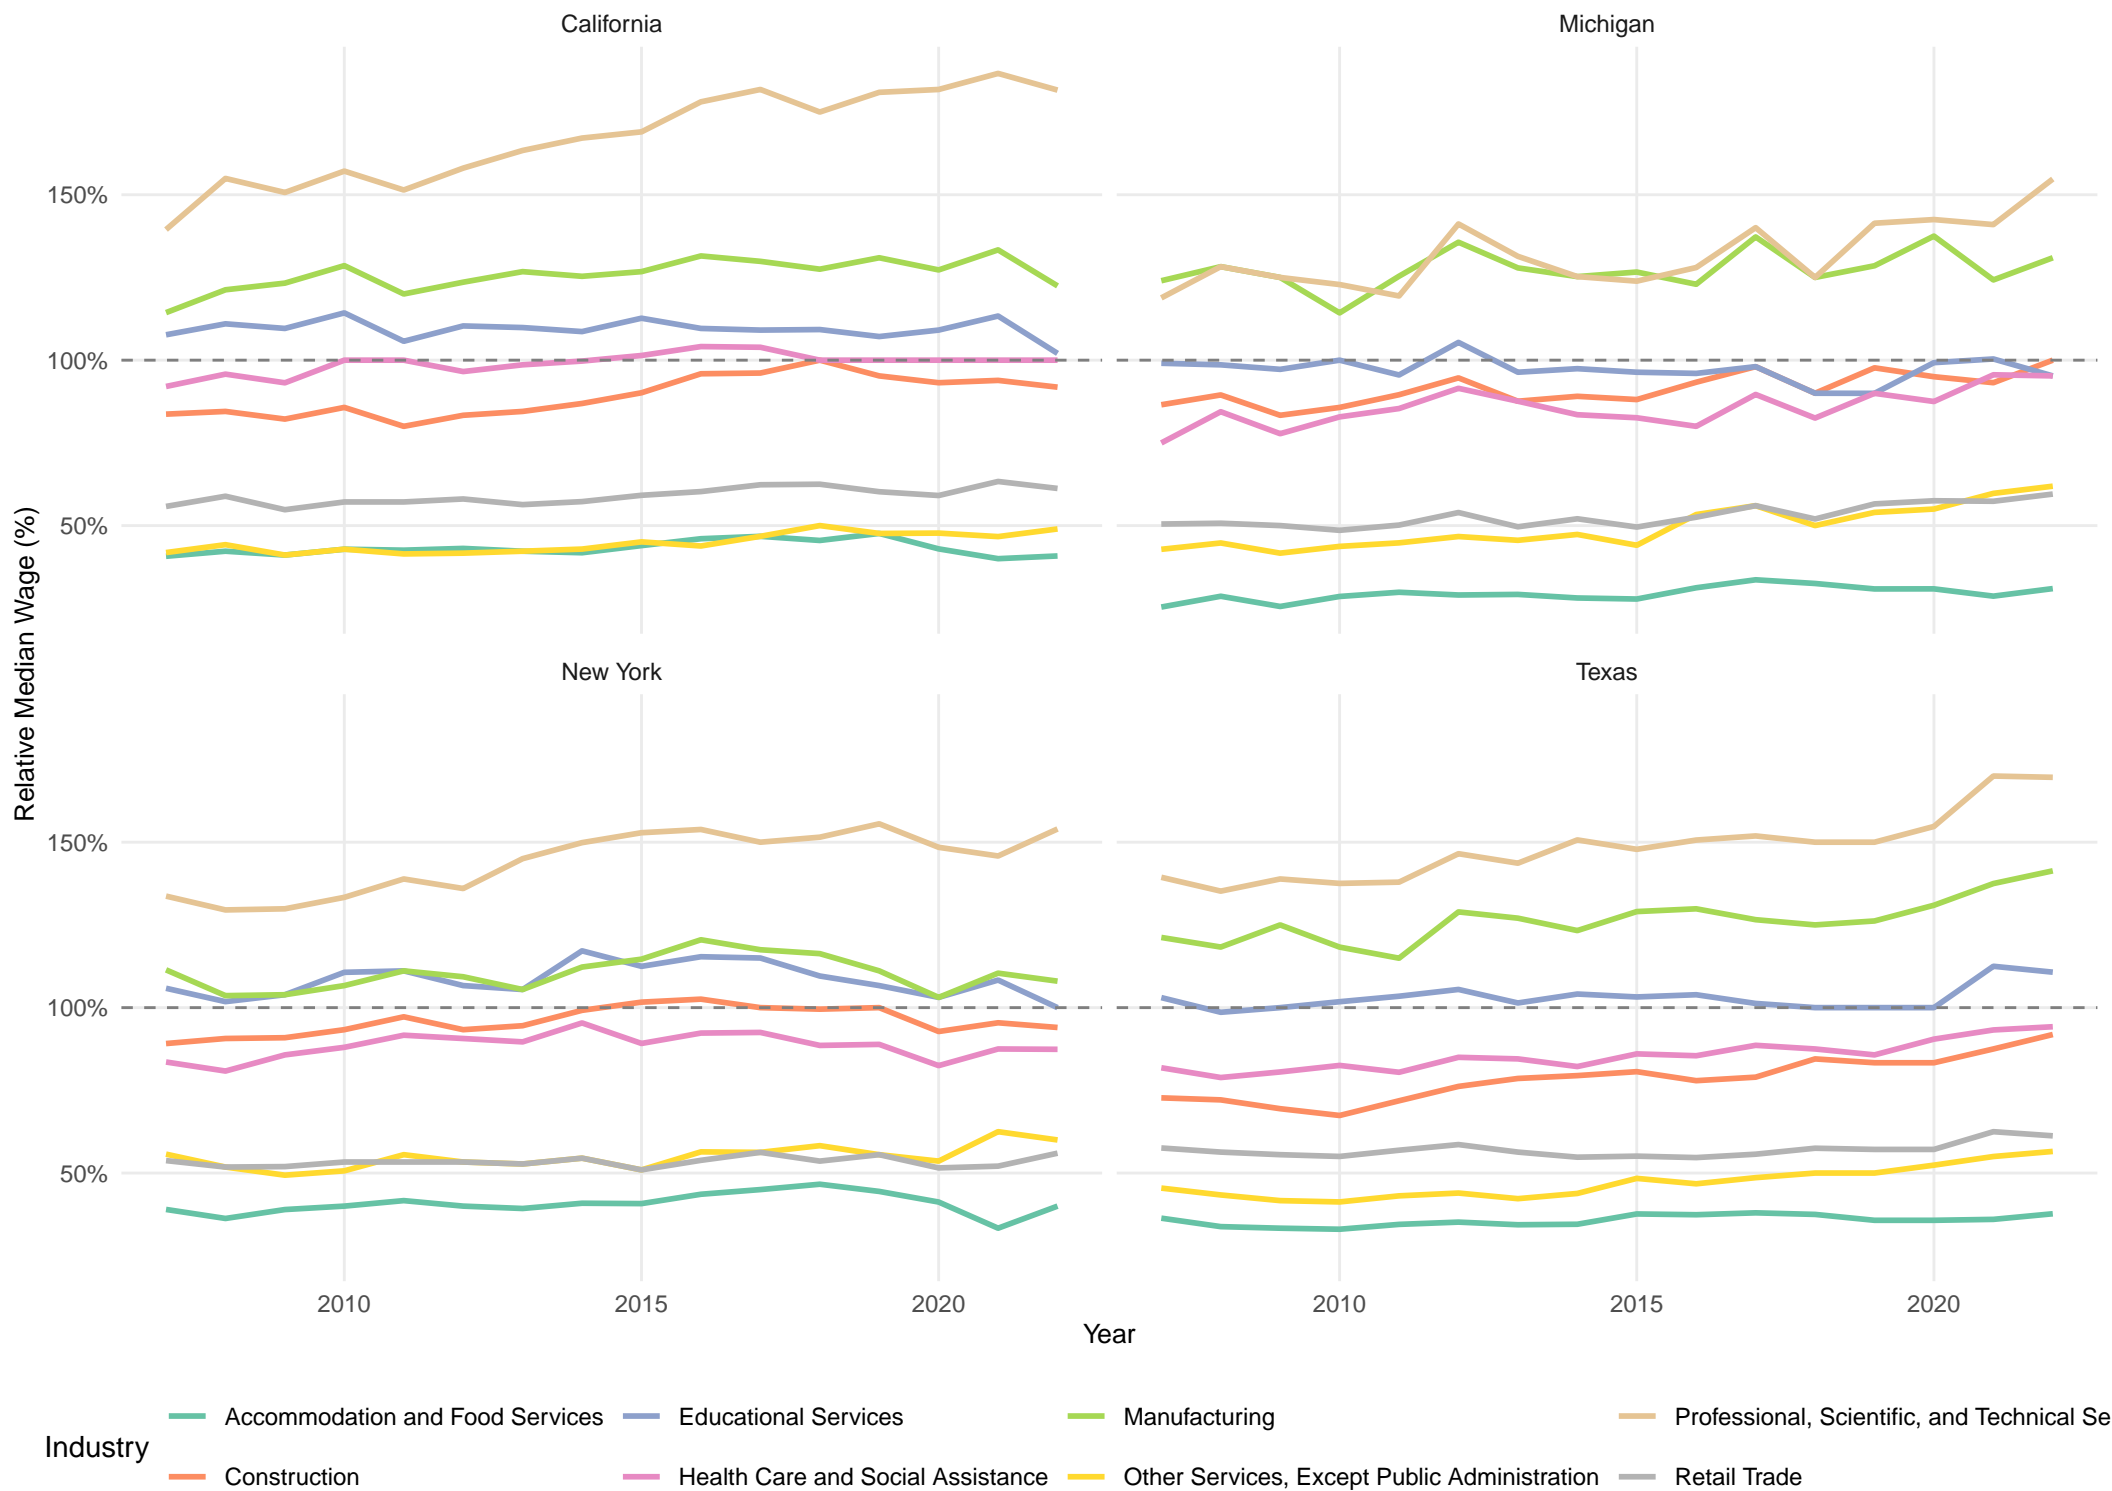 California
Michigan
150%
100%
50%
New York
Texas
Relative Median Wage (%)
150%
100%
50%
2010
2015
2020
2010
2015
2020
Year
Industry
Accommodation and Food Services
Educational Services
Manufacturing
Professional, Scientific, and Technical Se
Construction
Health Care and Social Assistance
Other Services, Except Public Administration
Retail Trade